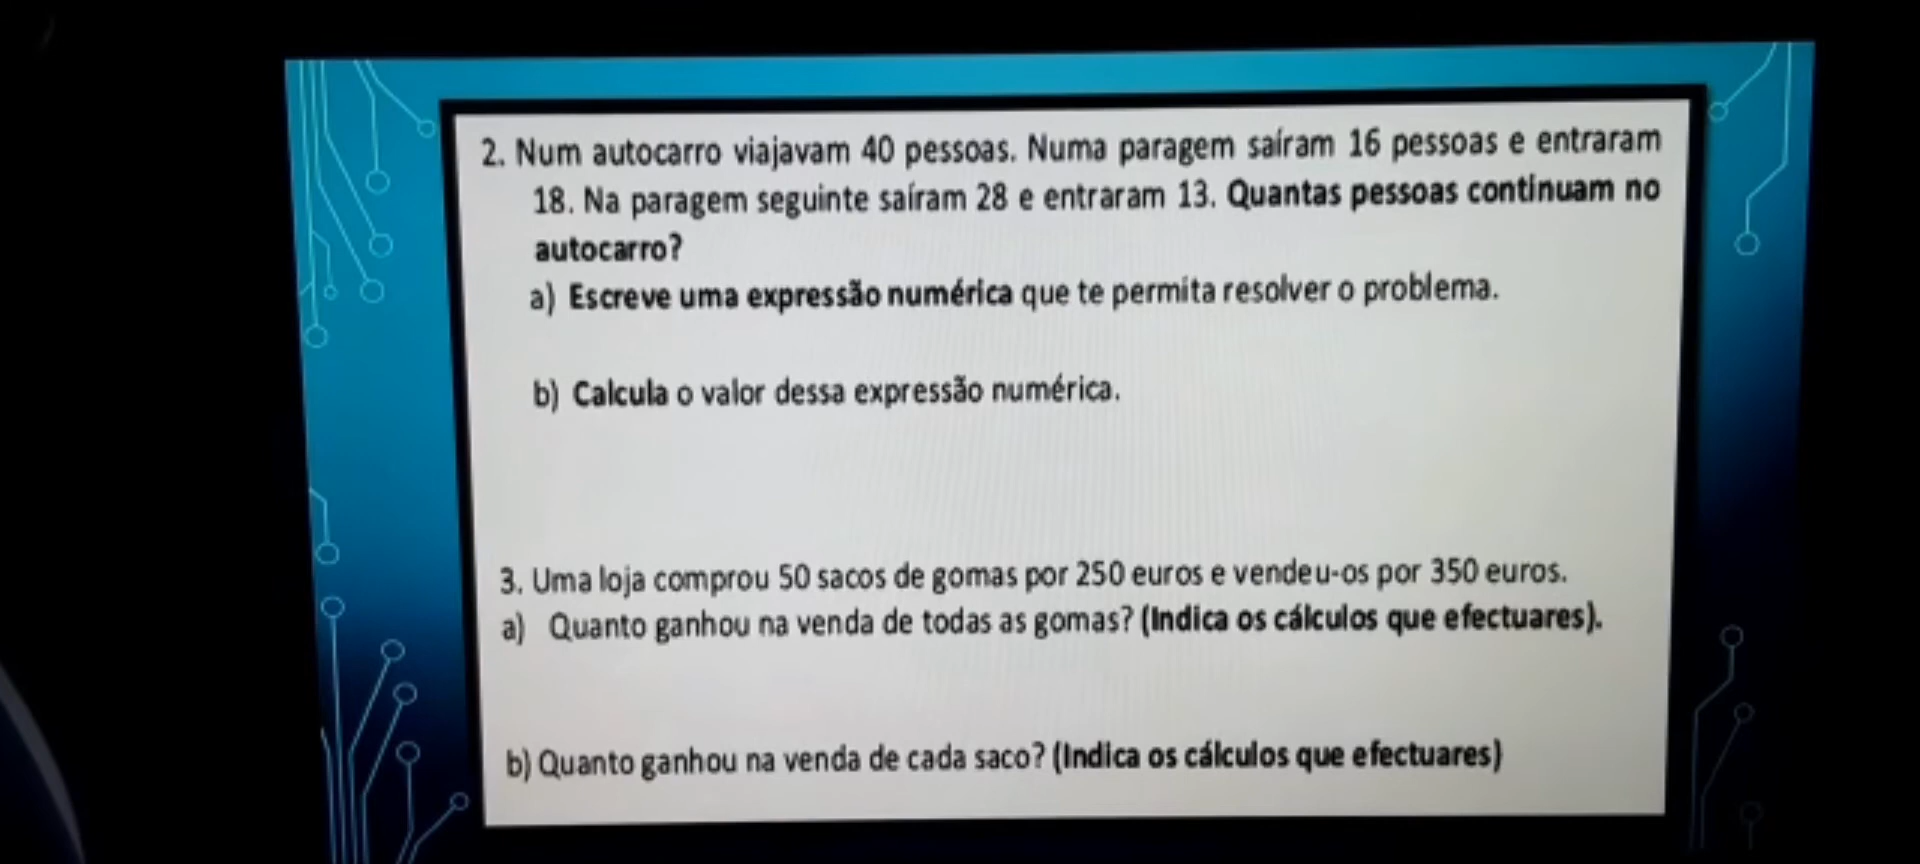 2. Num autocarro viajavam 40 pessoas. Numa paragem saíram 16 pessoas e entraram
18. Na paragem seguinte saíram 28 e entraram 13. Quantas pessoas continuam no
autocarro?
a) Escreve uma expressão numérica que te permita resolver o problema.
b) Calcula o valor dessa expressão numérica.
3. Uma loja comprou 50 sacos de gomas por 250 euros e vendeu-os por 350 euros.
a) Quanto ganhou na venda de todas as gomas? (Indica os cálculos que efectuares).
b) Quanto ganhou na venda de cada saco? (Indica os cálculos que efectuares)